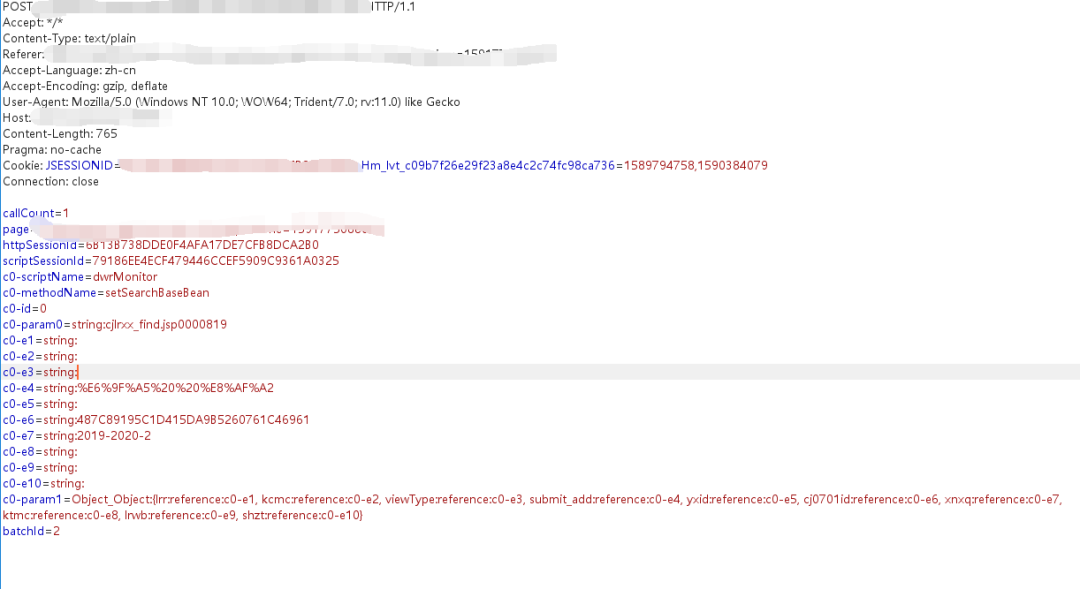 POST HTTP/1.1
Accept: */*
Content-Type: text/plain
Referer:
Accept-Language: zh-cn
Accept-Encoding: gzip, deflate
User-Agent: Mozilla/5.0 (Windows NT 10.0; WOW64; Trident/7.0; rv:11.0) like Gecko
Host:
Content-Length: 765
Pragma: no-cache
Cookie: JSESSIONID= Hm_lvt_c09b7f26e29f23a8e4c2c74fc98ca736=1589794758,1590384079
Connection: close
callCount=1
page
httpSessionId=6B13B738DDE0F4AFA17DE7CFB8DCA2B0
scriptSessionId=79186EE4ECF479446CCEF5909C9361A0325
c0-scriptName=dwrMonitor
c0-methodName=setSearchBaseBean
c0-id=0
c0-param0=string:cjlrxx_find.jsp0000819
c0-e1=string:
c0-e2=string:
c0-e3=string:
c0-e4=string:%E6%9F%A5%20%20%E8%AF%A2
c0-e5=string:
c0-e6=string:487C89195C1D415DA9B5260761C46961
c0-e7=string:2019-2020-2
c0-e8=string:
c0-e9=string:
c0-e10=string:
c0-param1=Object_Object:{lrr:reference:c0-e1, kcmc:reference:c0-e2, viewType:reference:c0-e3, submit_add:reference:c0-e4, yxid:reference:c0-e5, cj0701id:reference:c0-e6, xnxq:reference:c0-e7,
ktmc:reference:c0-e8, lrwb:reference:c0-e9, shzt:reference:c0-e10}
batchId=2